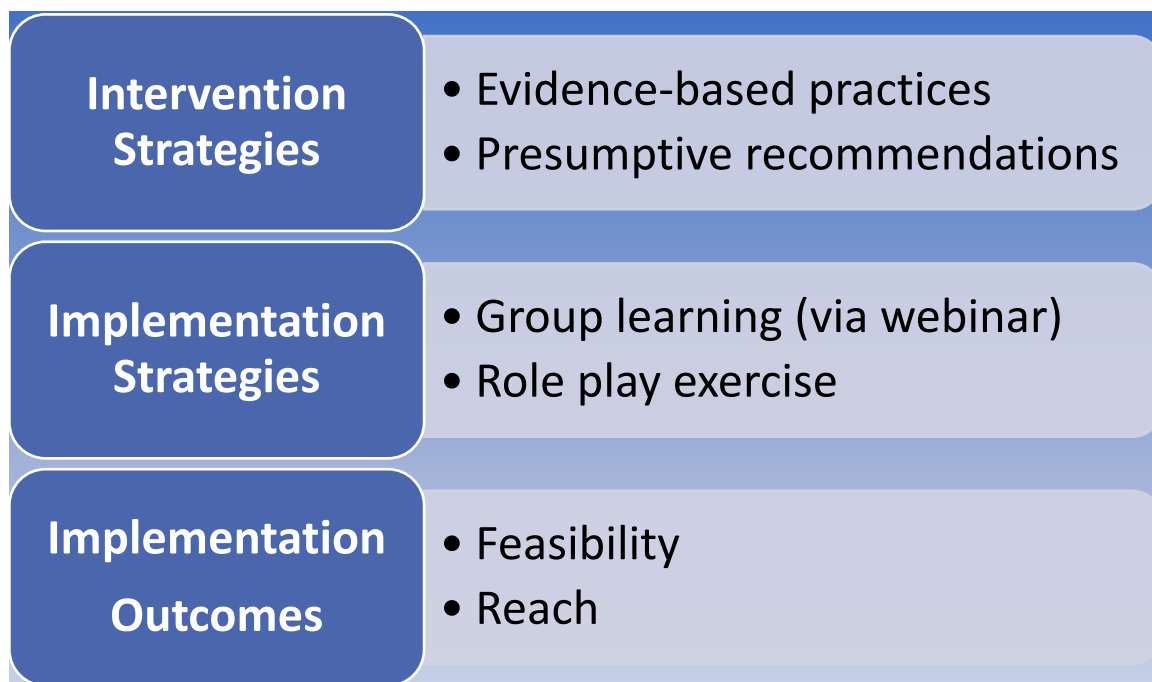 Intervention
Strategies
• Evidence-based practices
• Presumptive recommendations
Implementation
Strategies
• Group learning (via webinar)
• Role play exercise
Implementation
Outcomes
• Feasibility
• Reach